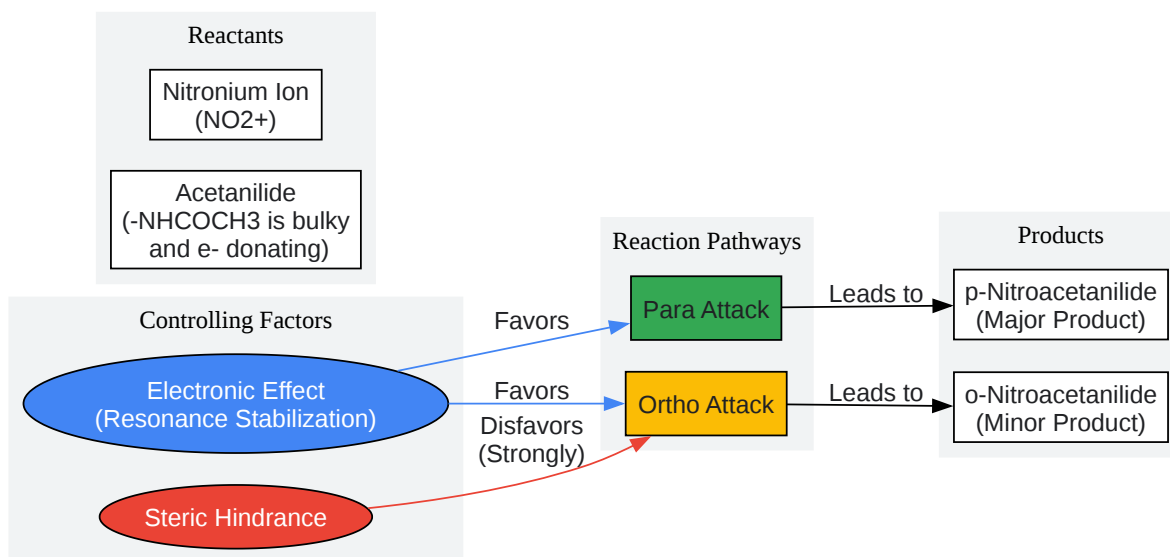 Reactants
Nitronium Ion
(NO2+)
Acetanilide
(-NHCOCH3 is bulky
and e- donating)
Controlling Factors
Electronic Effect
(Resonance Stabilization)
Steric Hindrance
Favors
Favors
Disfavors
(Strongly)
Reaction Pathways
Para Attack
Ortho Attack
Leads to
Leads to
Products
p-Nitroacetanilide
(Major Product)
o-Nitroacetanilide
(Minor Product)